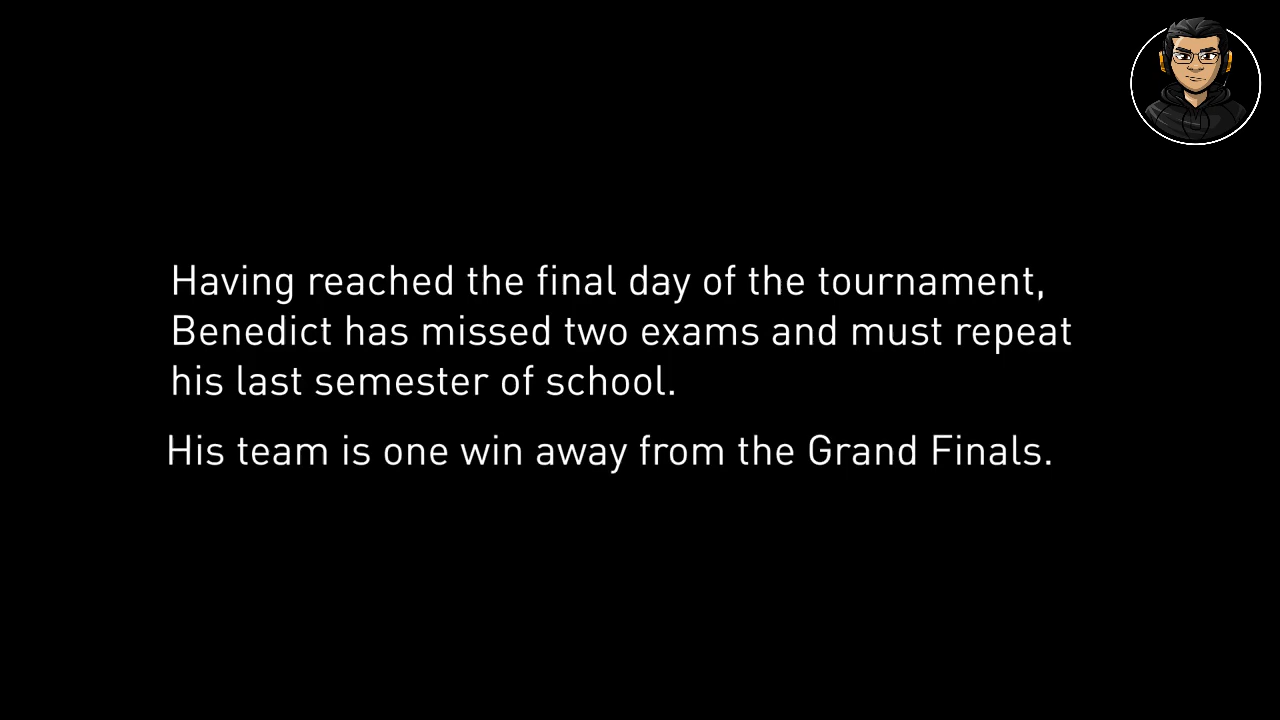 Having reached the final day of the tournament,
Benedict has missed two exams and must repeat
his last semester of school.
His team is one win away from the Grand Finals.